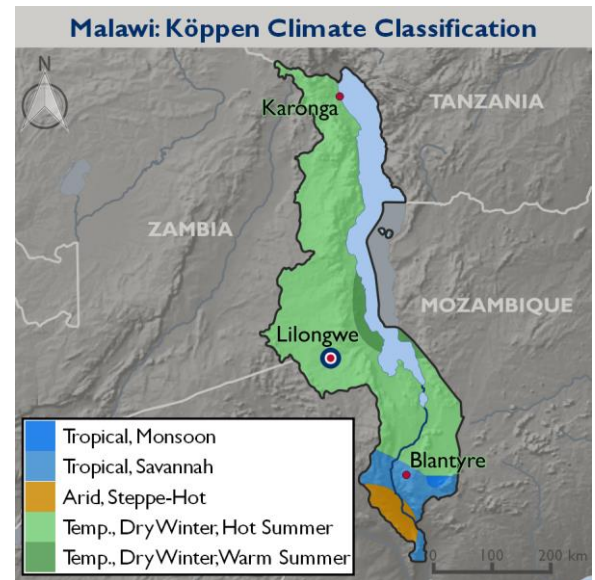 Malawi: Köppen Climate Classification
N
Karonga
TANZANIA
ZAMBIA
MOZAMBIQUE
Lilongwe
Blantyre
Tropical, Monsoon
Tropical, Savannah
Arid, Steppe-Hot
Temp., Dry Winter, Hot Summer
Temp., Dry Winter, Warm Summer
0 100 200 km